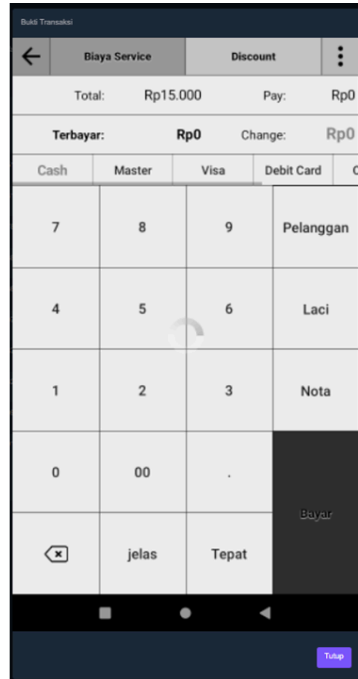 Bukti Transaksi
Biaya Service Discount
Total: Rp15.000 Pay: Rp0
Terbayar: Rp0 Change: Rp0
Cash Master Visa Debit Card C
7 8 9 Pelanggan
4 5 6 Laci
1 2 3 Nota
0 00 .
Bayar
jelas Tepat
Tutup